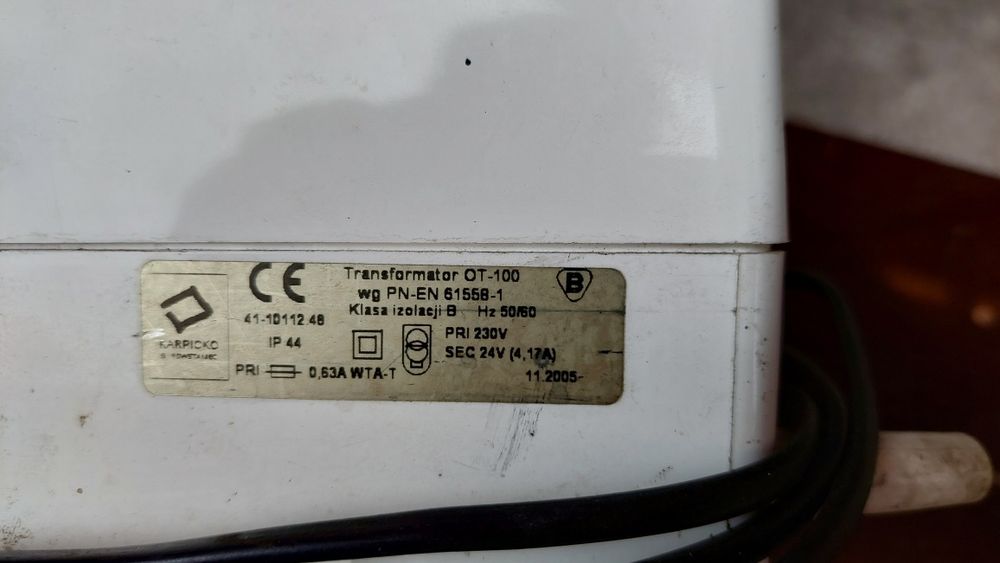 CE
Transformator OT-100
wg PN-EN 61558-1
Klasa izolacji B Hz 50/60
B
41-10112.48
IP 44
PRI 230V
SEC 24V (4,17A)
KARPICKO
PRI 0,63A WTA-T
11.2005